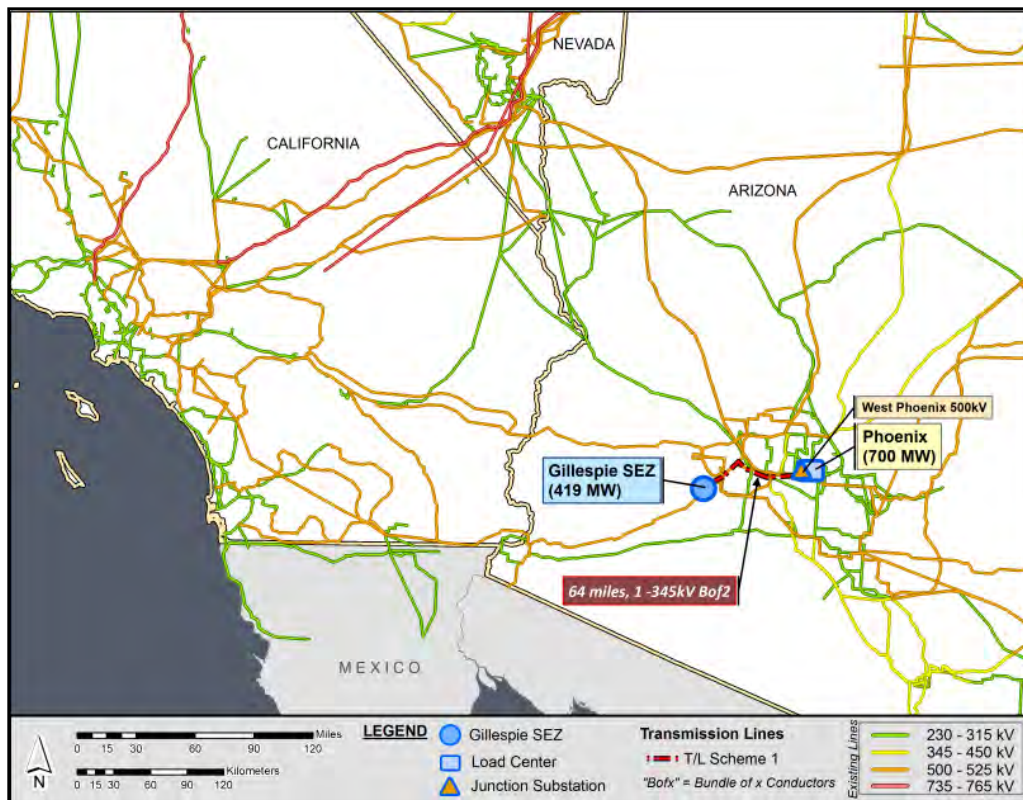 NEVADA
CALIFORNIA
ARIZONA
West Phoenix 500kV
Phoenix
(700 MW)
Gillespie SEZ
(419 MW)
64 miles, 1 -345kV Bof2
MEXICO
N
Miles
0 15 30 60 90 120
Kilometers
0 15 30 60 90 120
LEGEND
Gillespie SEZ
Load Center
Junction Substation
Transmission Lines
T/L Scheme 1
"Bofx" = Bundle of x Conductors
Existing Lines
230 - 315 kV
345 - 450 kV
500 - 525 kV
735 - 765 kV